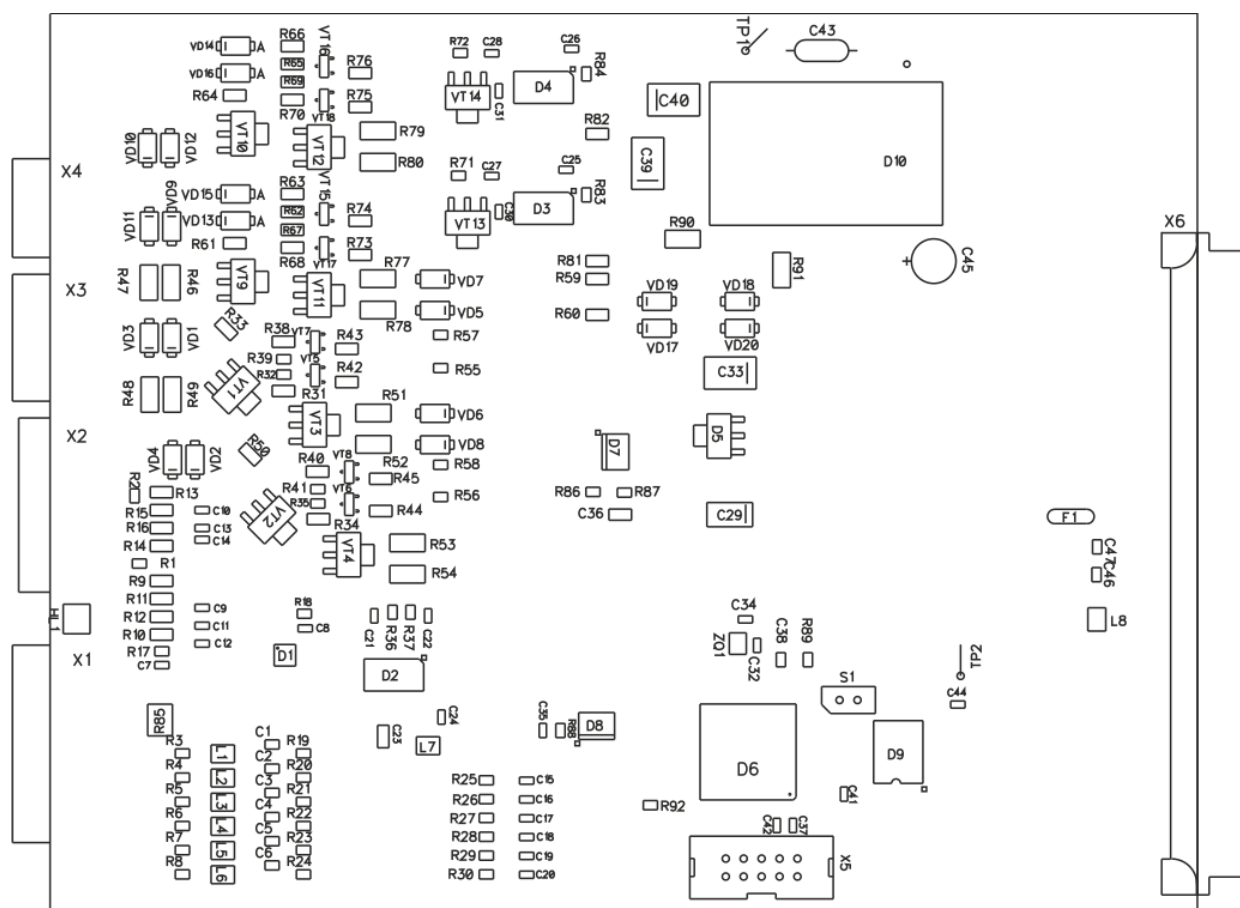 R66
VD14
A
VT16
R65
VD16
A
R69
R76
R64
R70
R75
VT18
VT10
VT12
R79
R80
VD10
VD12
R72
C28
C26
R84
VT14
C31
D4
R82
TP1
C43
C40
C39
D10
X4
VD9
VD15
A
R63
VT15
R62
VD11
VD13
A
R67
R74
R61
R68
R73
VT17
R71
C27
C25
R83
VT13
C30
D3
R90
X6
R47
R46
VT9
VT11
R77
R78
VD7
VD5
R81
R59
R60
R91
+
C45
VD19
VD18
VD17
VD20
X3
R33
VD3
VD1
R38
VT7
R43
R39
VT5
R32
R42
R57
R55
C33
R48
R49
VT1
R31
VT3
R51
R52
VD6
VD8
X2
VD4
VD2
R50
R40
VT8
R45
R41
VT6
R35
R44
R58
R56
D7
D5
R2
R13
R15
C10
R16
C13
R14
C14
R1
VT2
R34
VT4
R53
R54
R86
R87
C36
C29
F1
C47
C46
R9
R11
C9
R12
C11
R10
C12
R17
C7
HL1
R18
C8
D1
C21
R36
R37
C22
D2
C34
ZQ1
C32
C38
R89
L8
TP2
S1
C44
X1
R85
C23
C24
L7
C35
R88
D8
D6
D9
R3
L1
C1
R19
R4
L2
C2
R20
R5
L3
C3
R21
R6
L4
C4
R22
R7
L5
C5
R23
R8
L6
C6
R24
R25
C15
R26
C16
R27
C17
R28
C18
R29
C19
R30
C20
R92
C41
C42
C37
X5